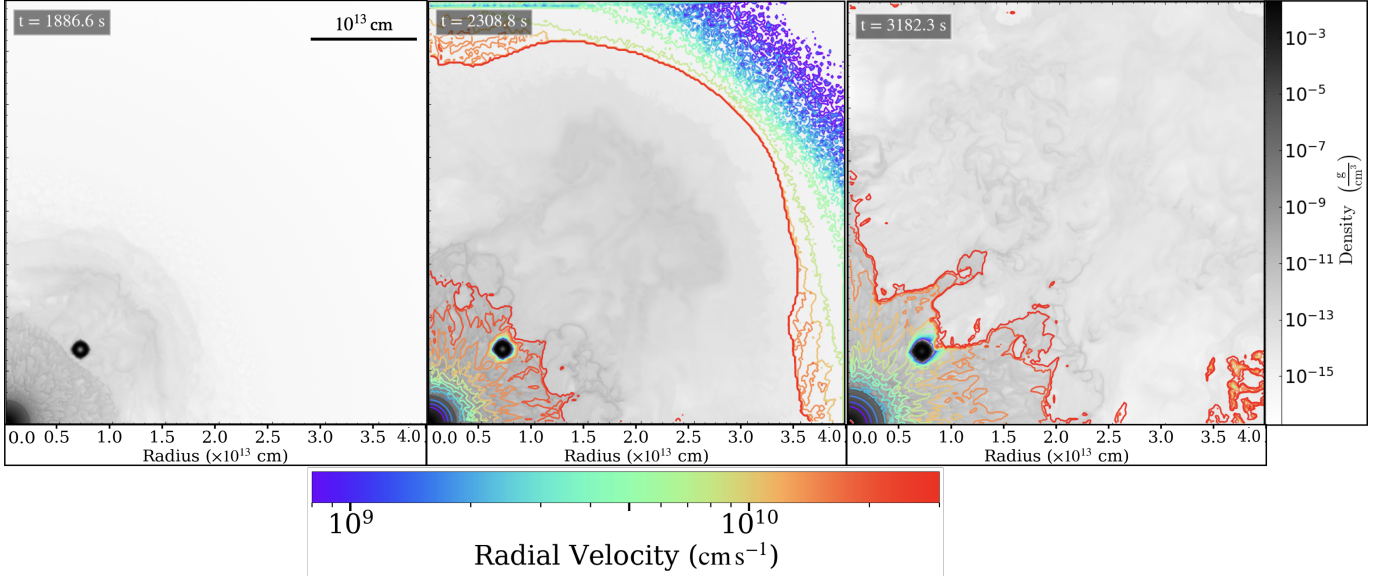 t = 1886.6 s
10¹³ cm
t = 2308.8 s
t = 3182.3 s
10⁻³
10⁻⁵
10⁻⁷
10⁻⁹
10⁻¹¹
10⁻¹³
10⁻¹⁵
Density (g/cm³)
0.0 0.5 1.0 1.5 2.0 2.5 3.0 3.5 4.0
Radius (×10¹³ cm)
0.0 0.5 1.0 1.5 2.0 2.5 3.0 3.5 4.0
Radius (×10¹³ cm)
0.0 0.5 1.0 1.5 2.0 2.5 3.0 3.5 4.0
Radius (×10¹³ cm)
10⁹ 10¹⁰
Radial Velocity (cm s⁻¹)